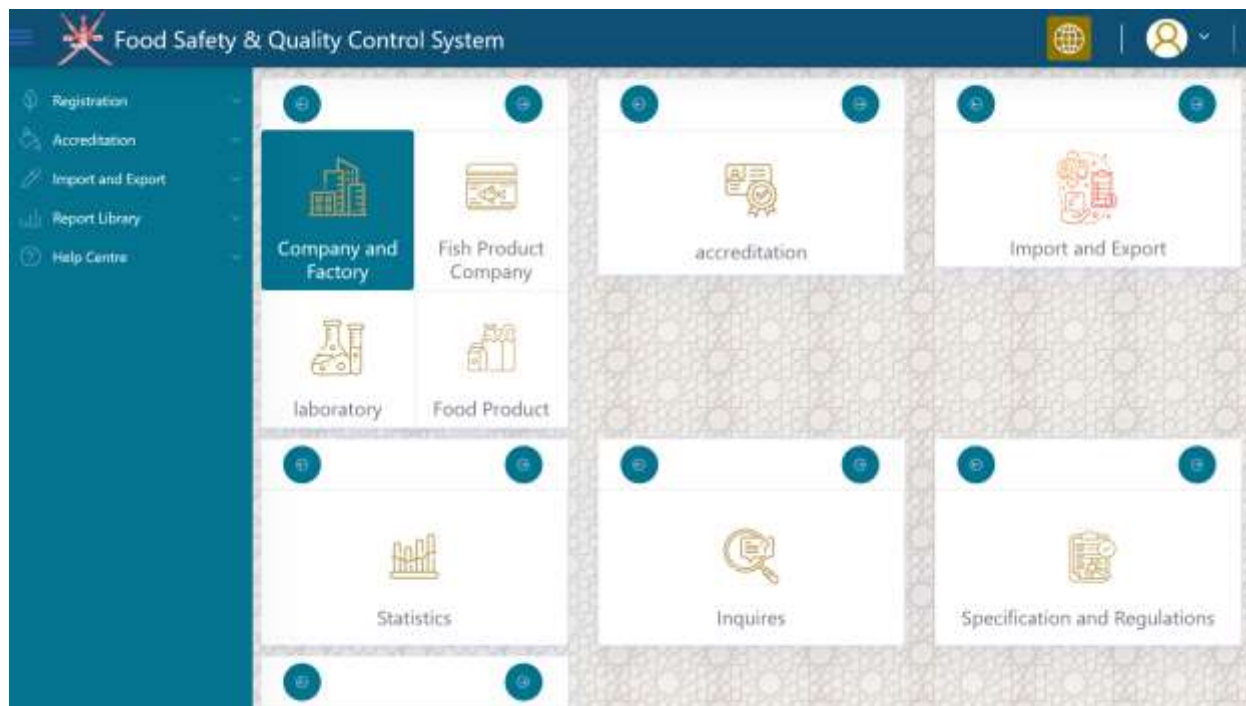 Food Safety & Quality Control System
Registration
Accreditation
Import and Export
Report Library
Help Centre
Company and
Factory
Fish Product
Company
laboratory
Food Product
accreditation
Import and Export
Statistics
Inquires
Specification and Regulations